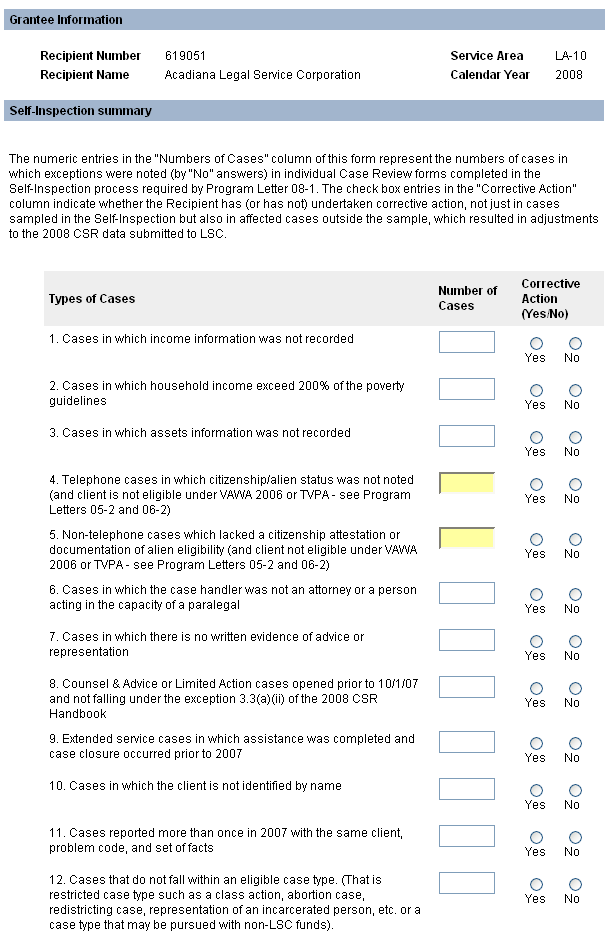 Grantee Information
Recipient Number 619051 Service Area LA-10
Recipient Name Acadiana Legal Service Corporation Calendar Year 2008
Self-Inspection summary
The numeric entries in the "Numbers of Cases" column of this form represent the numbers of cases in
which exceptions were noted (by "No" answers) in individual Case Review forms completed in the
Self-Inspection process required by Program Letter 08-1. The check box entries in the "Corrective Action"
column indicate whether the Recipient has (or has not) undertaken corrective action, not just in cases
sampled in the Self-Inspection but also in affected cases outside the sample, which resulted in adjustments
to the 2008 CSR data submitted to LSC.
Types of Cases
Number of
Cases
Corrective
Action
(Yes/No)
1. Cases in which income information was not recorded
Yes No
2. Cases in which household income exceed 200% of the poverty
guidelines
Yes No
3. Cases in which assets information was not recorded
Yes No
4. Telephone cases in which citizenship/alien status was not noted
(and client is not eligible under VAWA 2006 or TVPA - see Program
Letters 05-2 and 06-2)
Yes No
5. Non-telephone cases which lacked a citizenship attestation or
documentation of alien eligibility (and client not eligible under VAWA
2006 or TVPA - see Program Letters 05-2 and 06-2)
Yes No
6. Cases in which the case handler was not an attorney or a person
acting in the capacity of a paralegal
Yes No
7. Cases in which there is no written evidence of advice or
representation
Yes No
8. Counsel & Advice or Limited Action cases opened prior to 10/1/07
and not falling under the exception 3.3(a)(ii) of the 2008 CSR
Handbook
Yes No
9. Extended service cases in which assistance was completed and
case closure occurred prior to 2007
Yes No
10. Cases in which the client is not identified by name
Yes No
11. Cases reported more than once in 2007 with the same client,
problem code, and set of facts
Yes No
12. Cases that do not fall within an eligible case type. (That is
restricted case type such as a class action, abortion case,
redistricting case, representation of an incarcerated person, etc. or a
case type that may be pursued with non-LSC funds).
Yes No